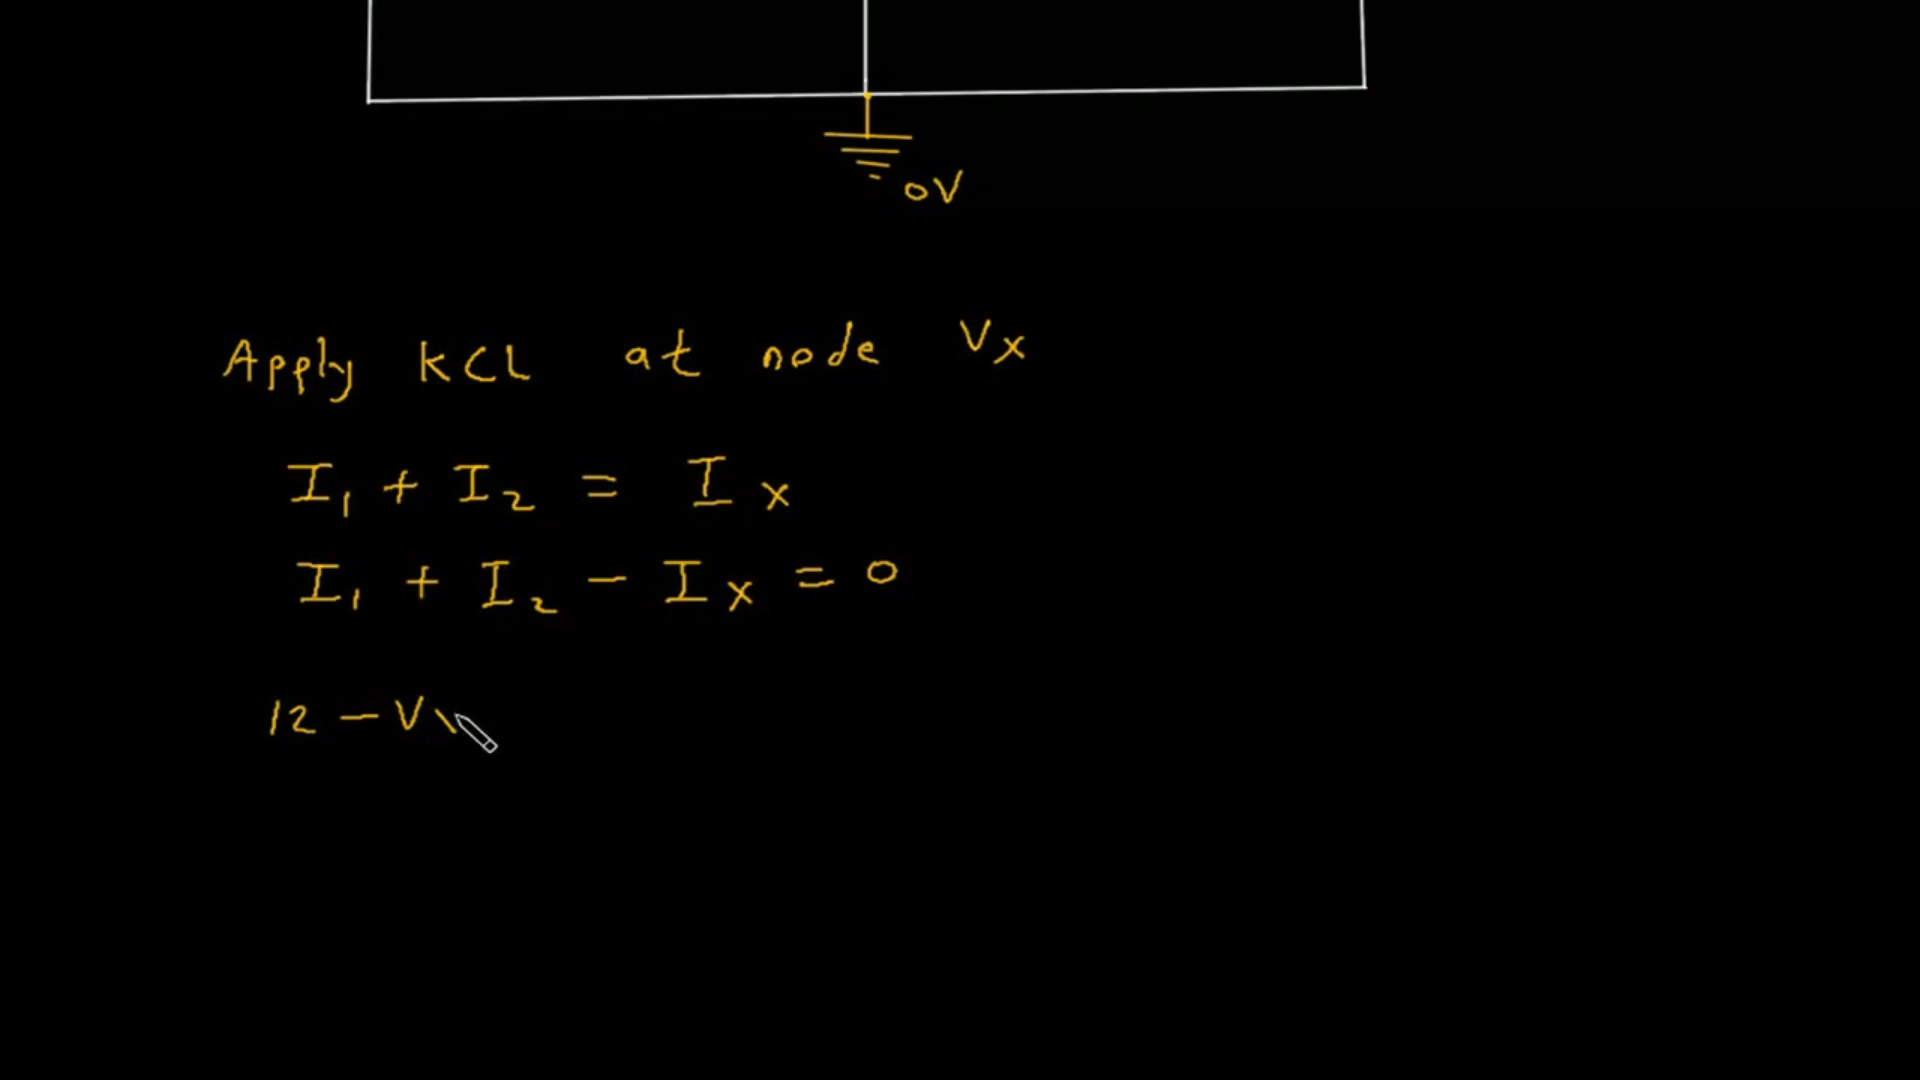 0V
Apply KCL at node Vx
I₁ + I₂ = Ix
I₁ + I₂ - Ix = 0
12 - V\